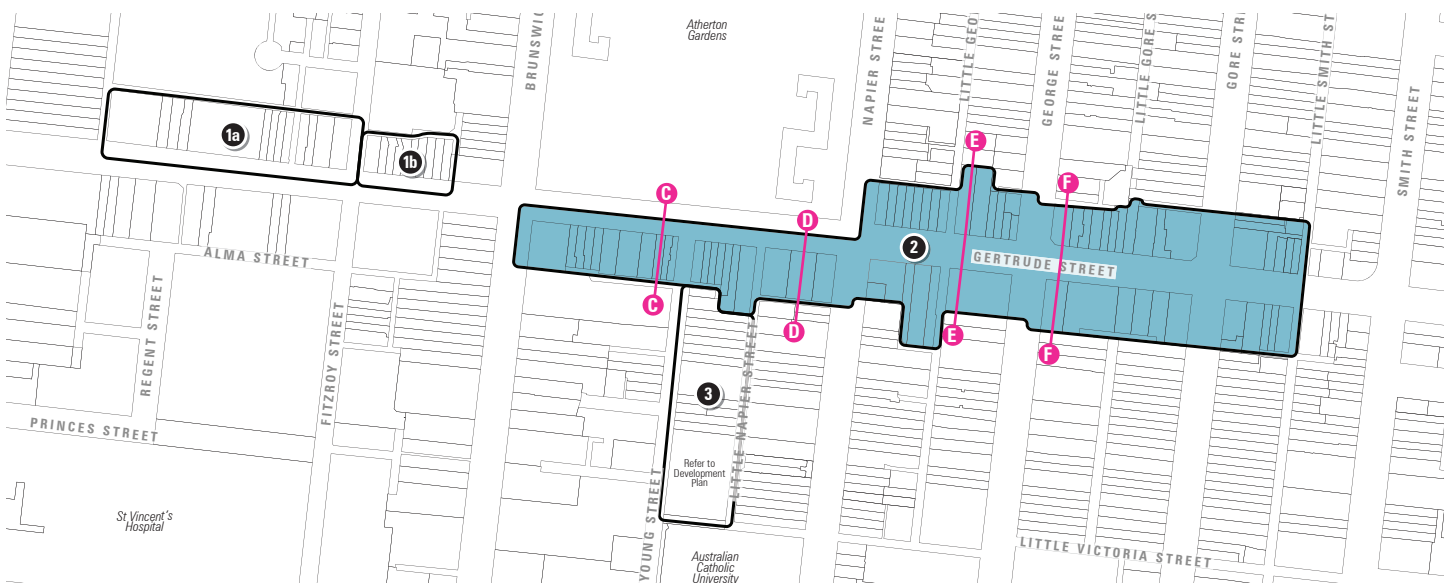 Atherton
Gardens
BRUNSWIC
NAPIER STREE
LITTLE GEO
GEORGE STREE
LITTLE GORE S
GORE STR
LITTLE SMITH ST
SMITH STREET
1a
1b
E
F
C
D
2
GERTRUDE STREET
ALMA STREET
C
D
E
F
REGENT STREET
FITZROY STREET
3
LITTLE NAPIER STREET
PRINCES STREET
Refer to
Development
Plan
St Vincent's
Hospital
YOUNG STREET
Australian
Catholic
University
LITTLE VICTORIA STREET